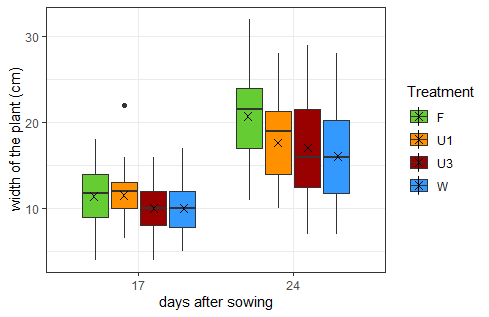 width of the plant (cm)
30
20
10
17
24
days after sowing
Treatment
F
U1
U3
W